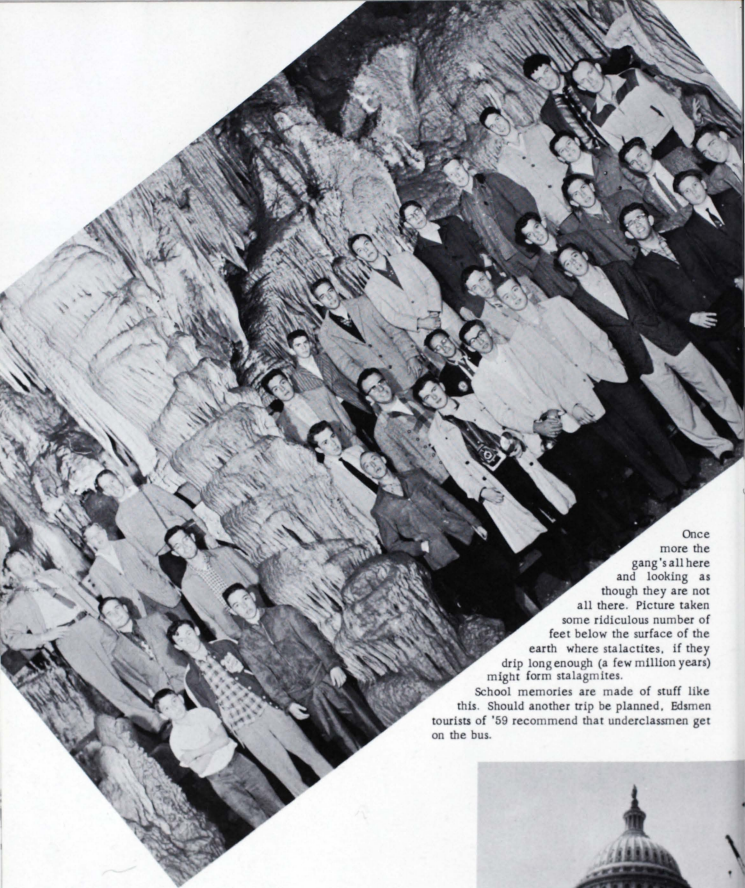 Once
more the
gang's all here
and looking as
though they are not
all there. Picture taken
some ridiculous number of
feet below the surface of the
earth where stalactites, if they
drip long enough (a few million years)
might form stalagmites.
School memories are made of stuff like
this. Should another trip be planned, Edsmen
tourists of '59 recommend that underclassmen get
on the bus.